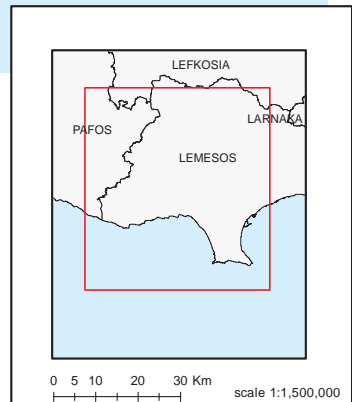 LEFKOSIA
LARNAKA
PAFOS
LEMESOS
0 5 10 20 30 Km
scale 1:1,500,000